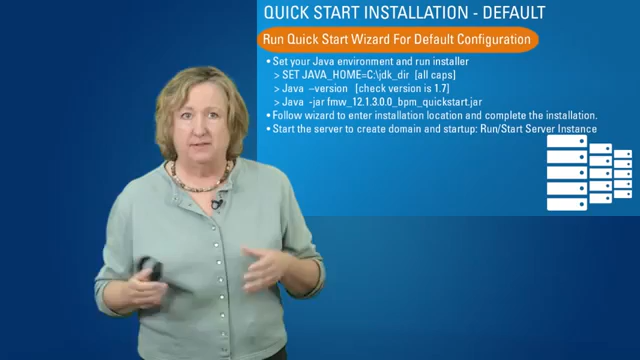 QUICK START INSTALLATION - DEFAULT
Run Quick Start Wizard For Default Configuration
• Set your Java environment and run installer
> SET JAVA_HOME=C:\jdk_dir [all caps]
> Java –version [check version is 1.7]
> Java -jar fmw_12.1.3.0.0_bpm_quickstart.jar
• Follow wizard to enter installation location and complete the installation.
• Start the server to create domain and startup: Run/Start Server Instance